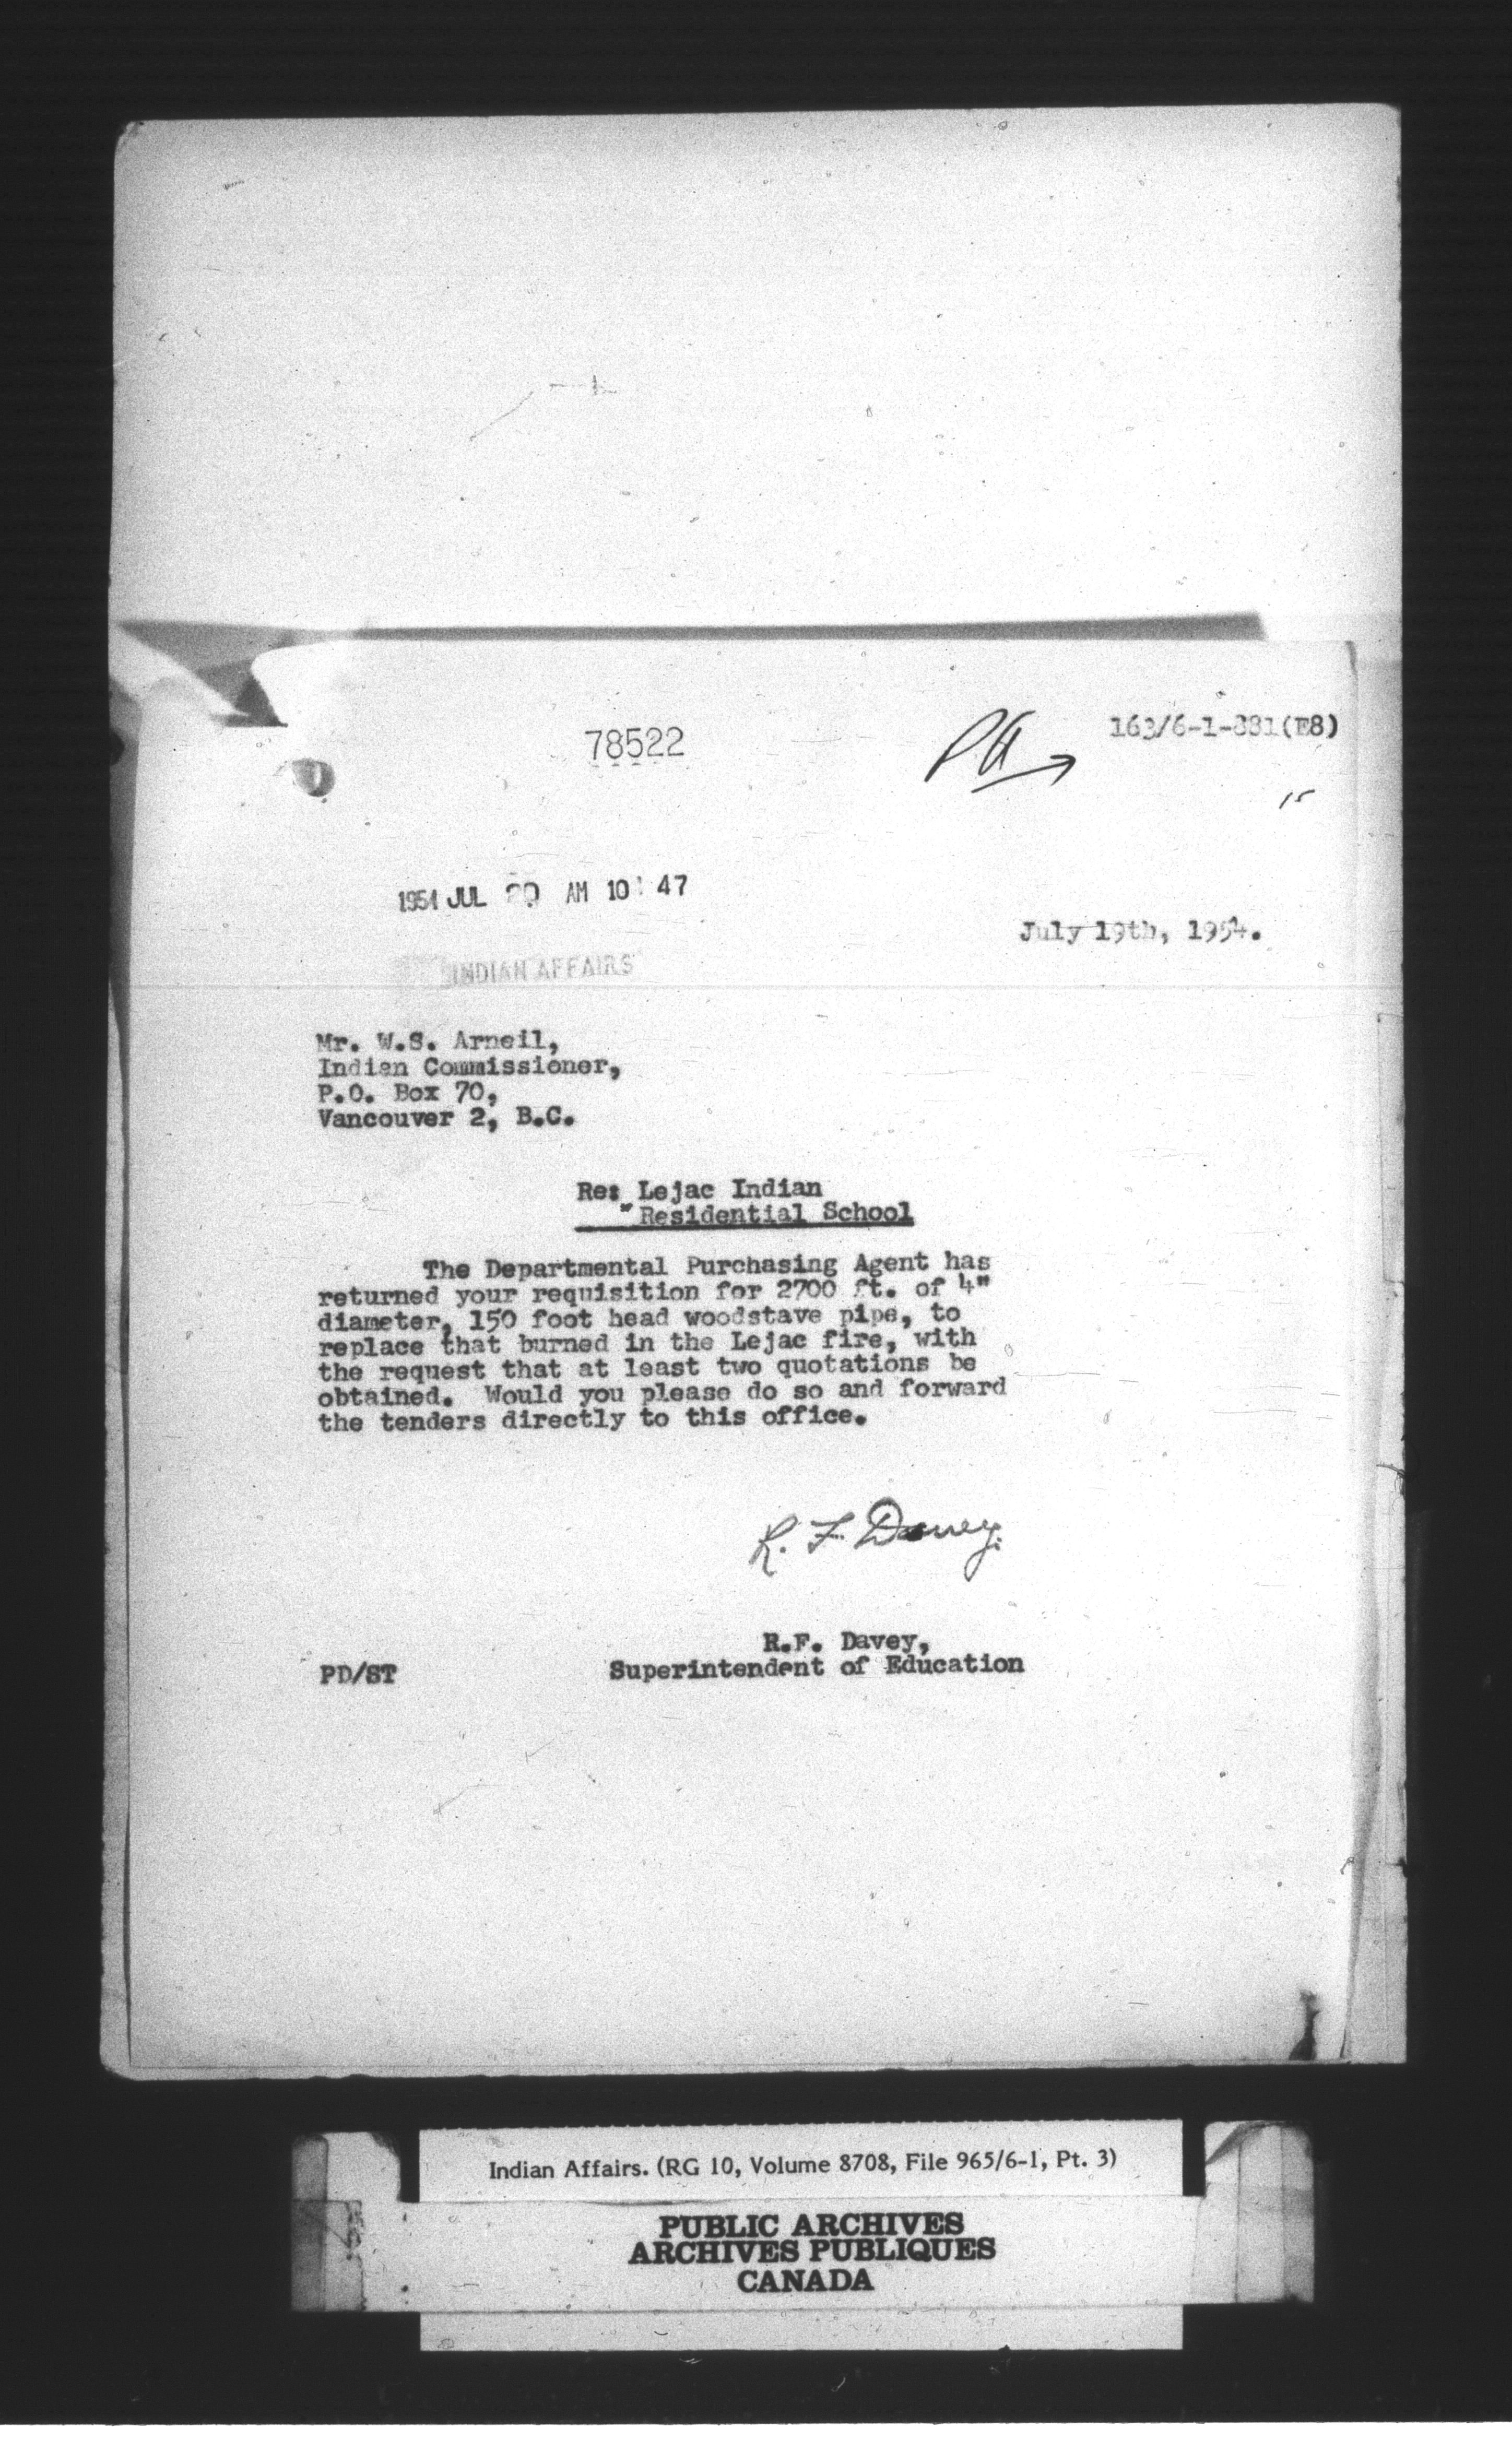 78522
PA
163/6-1-881(E8)
15
1954 JUL 20 AM 10:47
July 19th, 1954.
INDIAN AFFAIRS
Mr. W.S. Arneil,
Indian Commissioner,
P.O. Box 70,
Vancouver 2, B.C.
Re: Lejac Indian
" Residential School
The Departmental Purchasing Agent has
returned your requisition for 2700 ft. of 4"
diameter, 150 foot head woodstave pipe, to
replace that burned in the Lejac fire, with
the request that at least two quotations be
obtained. Would you please do so and forward
the tenders directly to this office.
R. F. Davey.
R.F. Davey,
Superintendent of Education
PD/ST
Indian Affairs. (RG 10, Volume 8708, File 965/6-1, Pt. 3)
PUBLIC ARCHIVES
ARCHIVES PUBLIQUES
CANADA